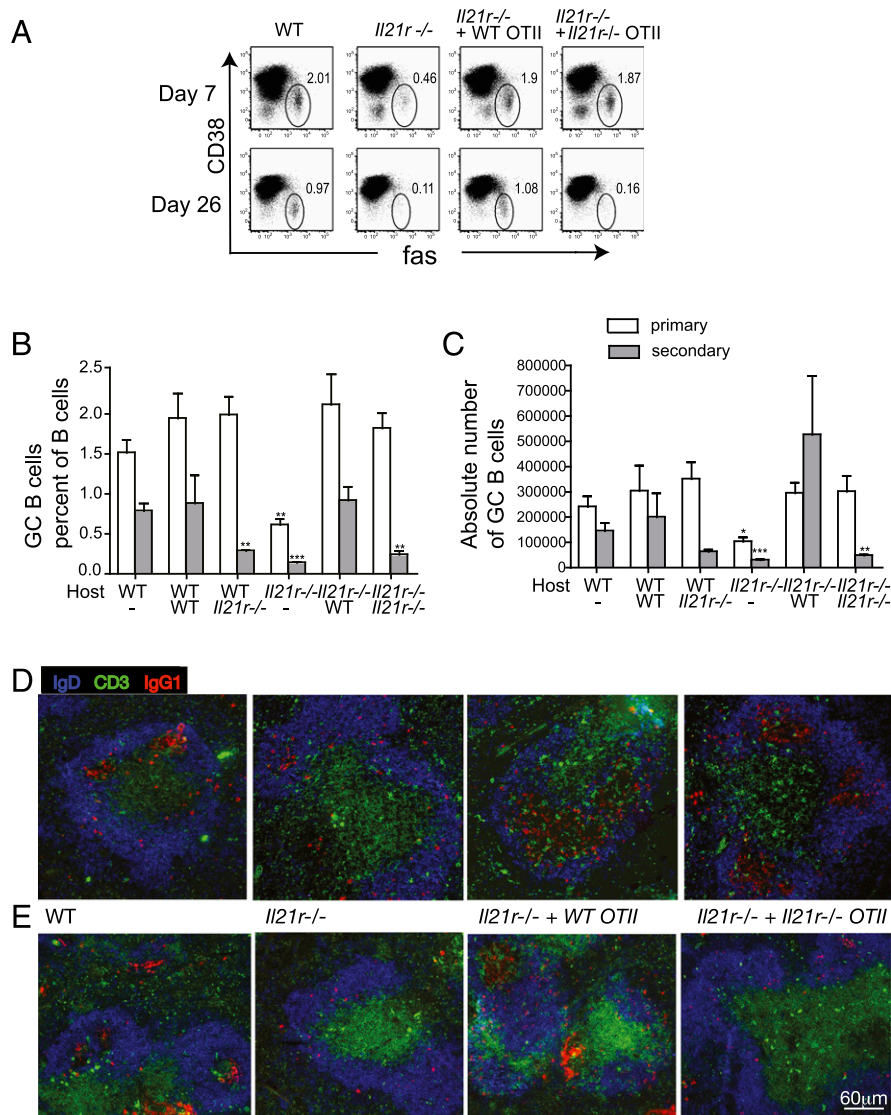 A
WT
Il21r -/-
Il21r-/-
+ WT OTII
Il21r-/-
+Il21r-/- OTII
Day 7
2.01
0.46
1.9
1.87
CD38
Day 26
0.97
0.11
1.08
0.16
fas
B
GC B cells
percent of B cells
2.5
2.0
1.5
1.0
0.5
0.0
** ** *** **
Host WT WT WT Il21r-/- Il21r-/- Il21r-/-
- WT Il21r-/- - WT Il21r-/-
C
primary
secondary
Absolute number
of GC B cells
800000
700000
600000
500000
400000
300000
200000
100000
0
* *** **
Host WT WT WT Il21r-/- Il21r-/- Il21r-/-
- WT Il21r-/- - WT Il21r-/-
D
IgD CD3 IgG1
E
WT
Il21r-/-
Il21r-/- + WT OTII
Il21r-/- + Il21r-/- OTII
60µm